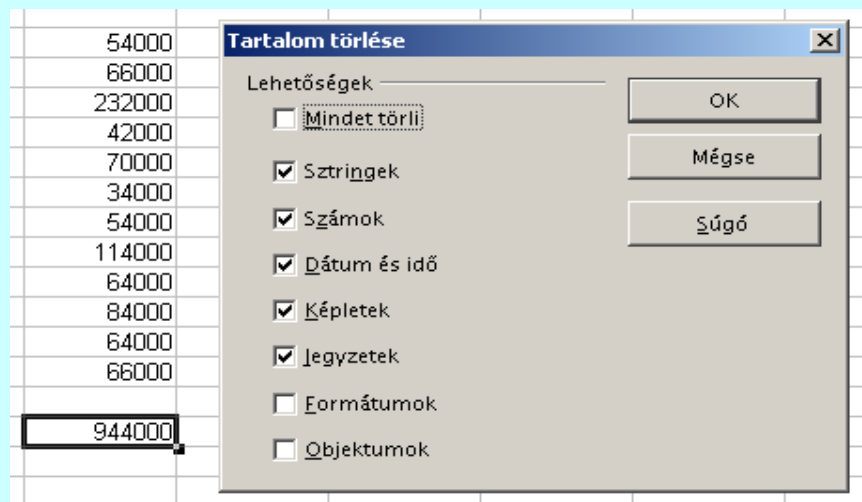 54000
66000
232000
42000
70000
34000
54000
114000
64000
84000
64000
66000
944000
Tartalom törlése
Lehetőségek
Mindet törli
Sztringek
Számok
Dátum és idő
Képletek
Jegyzetek
Formátumok
Objektumok
OK
Mégse
Súgó